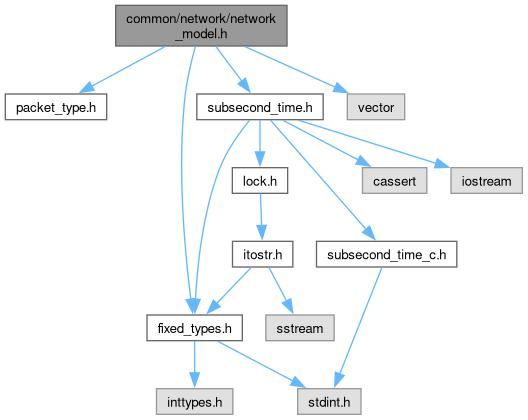 common/network/network
_model.h
packet_type.h
subsecond_time.h
vector
lock.h
cassert
iostream
itostr.h
subsecond_time_c.h
fixed_types.h
sstream
inttypes.h
stdint.h